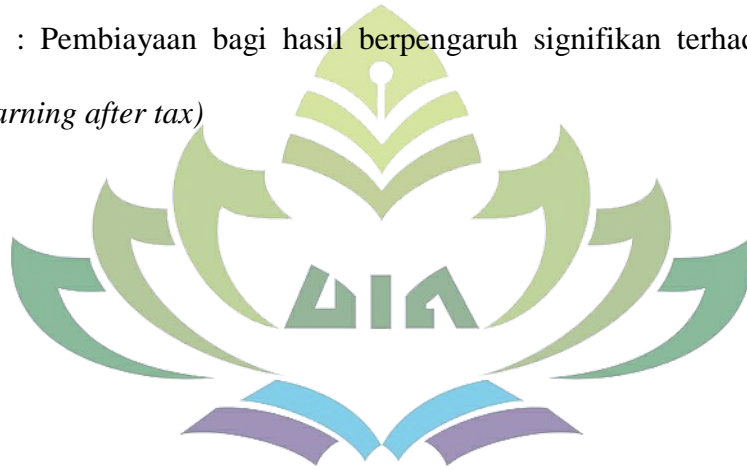 : Pembiayaan bagi hasil berpengaruh signifikan terhad
arning after tax)
UIN